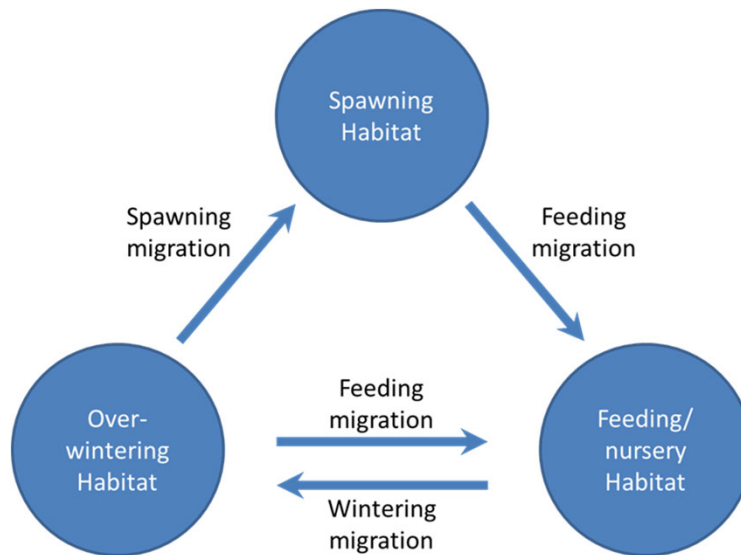 Spawning
Habitat
Spawning
migration
Feeding
migration
Over-
wintering
Habitat
Feeding
migration
Wintering
migration
Feeding/
nursery
Habitat